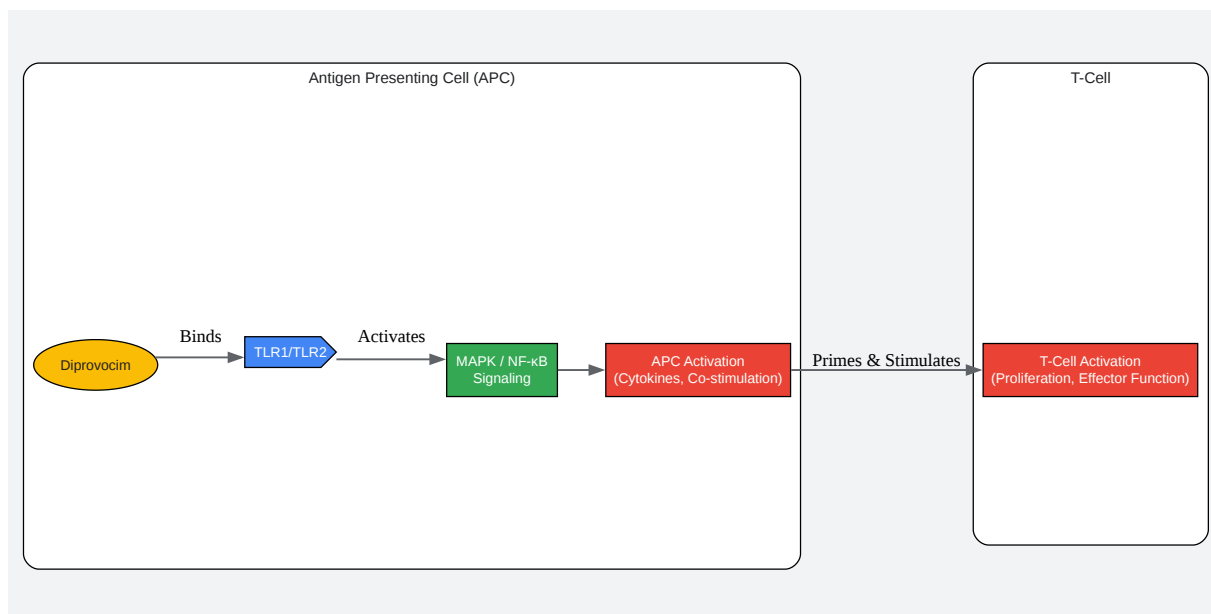 Antigen Presenting Cell (APC)
T-Cell
Diprovocim
Binds
TLR1/TLR2
Activates
MAPK / NF-κB
Signaling
APC Activation
(Cytokines, Co-stimulation)
Primes & Stimulates
T-Cell Activation
(Proliferation, Effector Function)